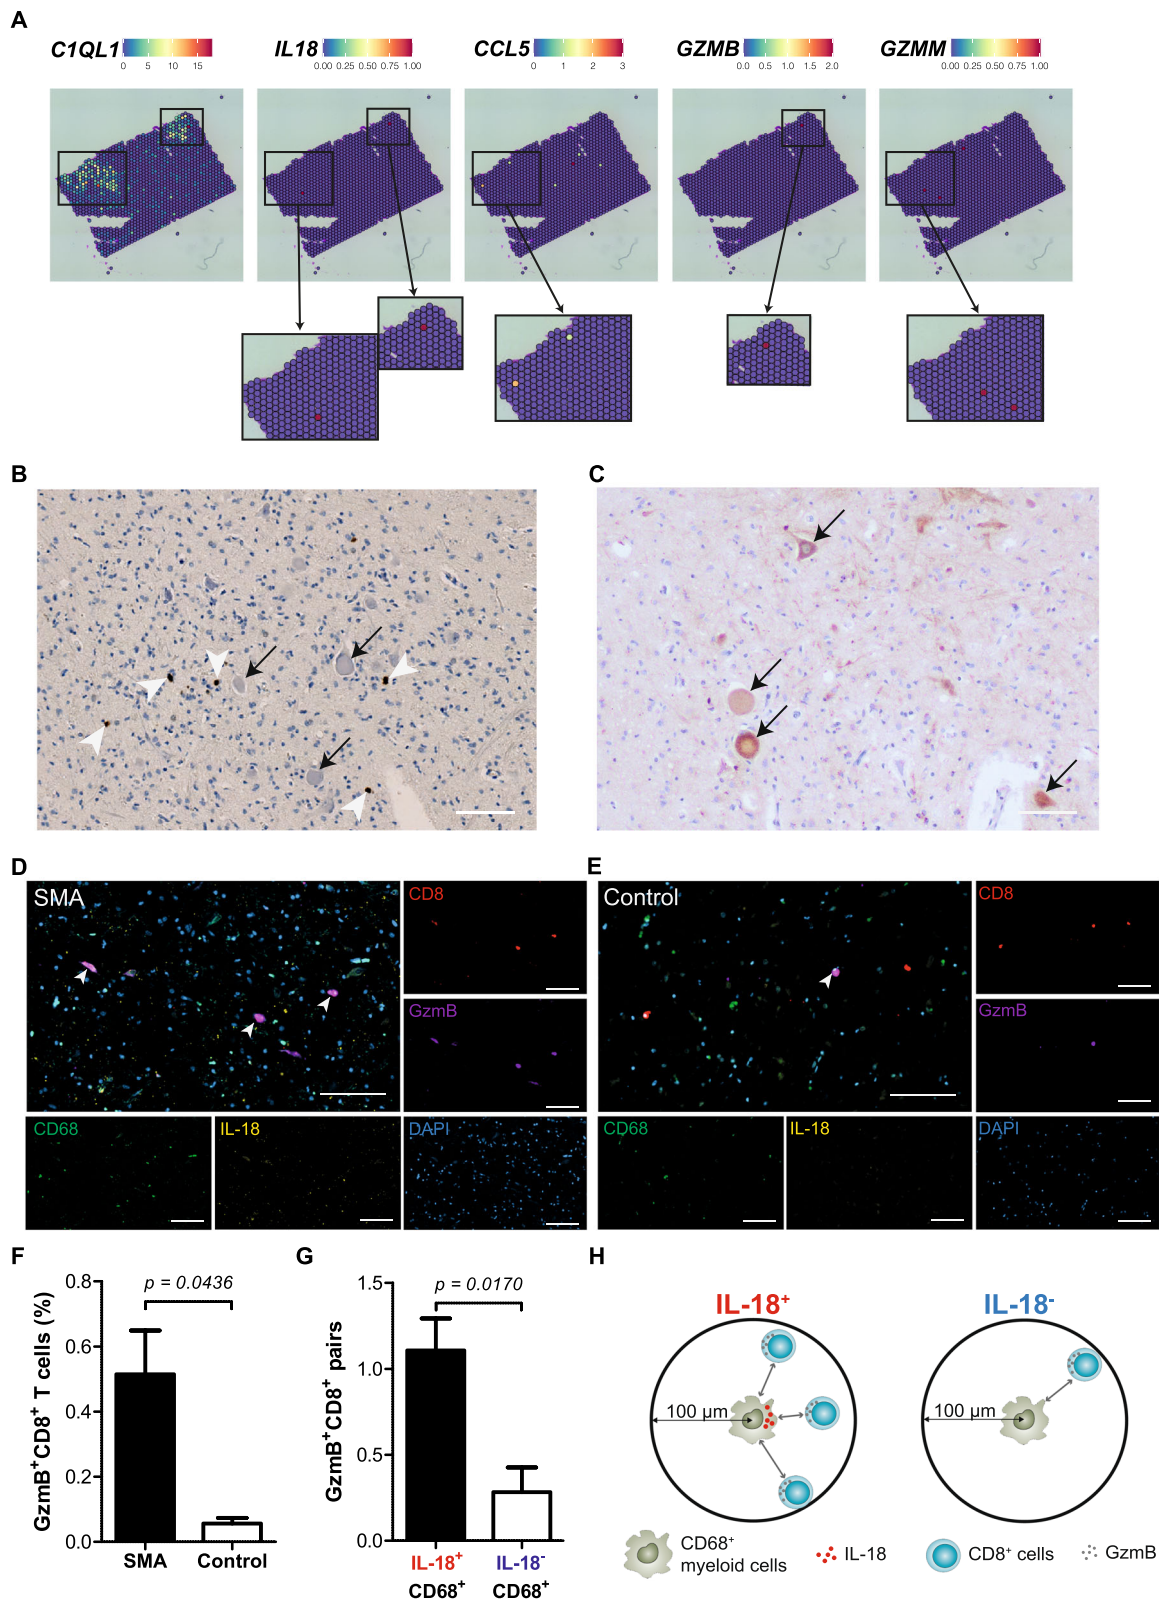 A
C1QL1
0 5 10 15
IL18
0.00 0.25 0.50 0.75 1.00
CCL5
0 1 2 3
GZMB
0.0 0.5 1.0 1.5 2.0
GZMM
0.00 0.25 0.50 0.75 1.00
B
C
D
SMA
CD8
GzmB
CD68
IL-18
DAPI
E
Control
CD8
GzmB
CD68
IL-18
DAPI
F
GzmB⁺CD8⁺ T cells (%)
0.8
0.6
0.4
0.2
0.0
p = 0.0436
SMA Control
G
GzmB⁺CD8⁺ pairs
1.5
1.0
0.5
0.0
p = 0.0170
IL-18⁺ IL-18⁻
CD68⁺ CD68⁺
H
IL-18⁺ IL-18⁻
100 µm 100 µm
CD68⁺
myeloid cells
IL-18
CD8⁺ cells
GzmB